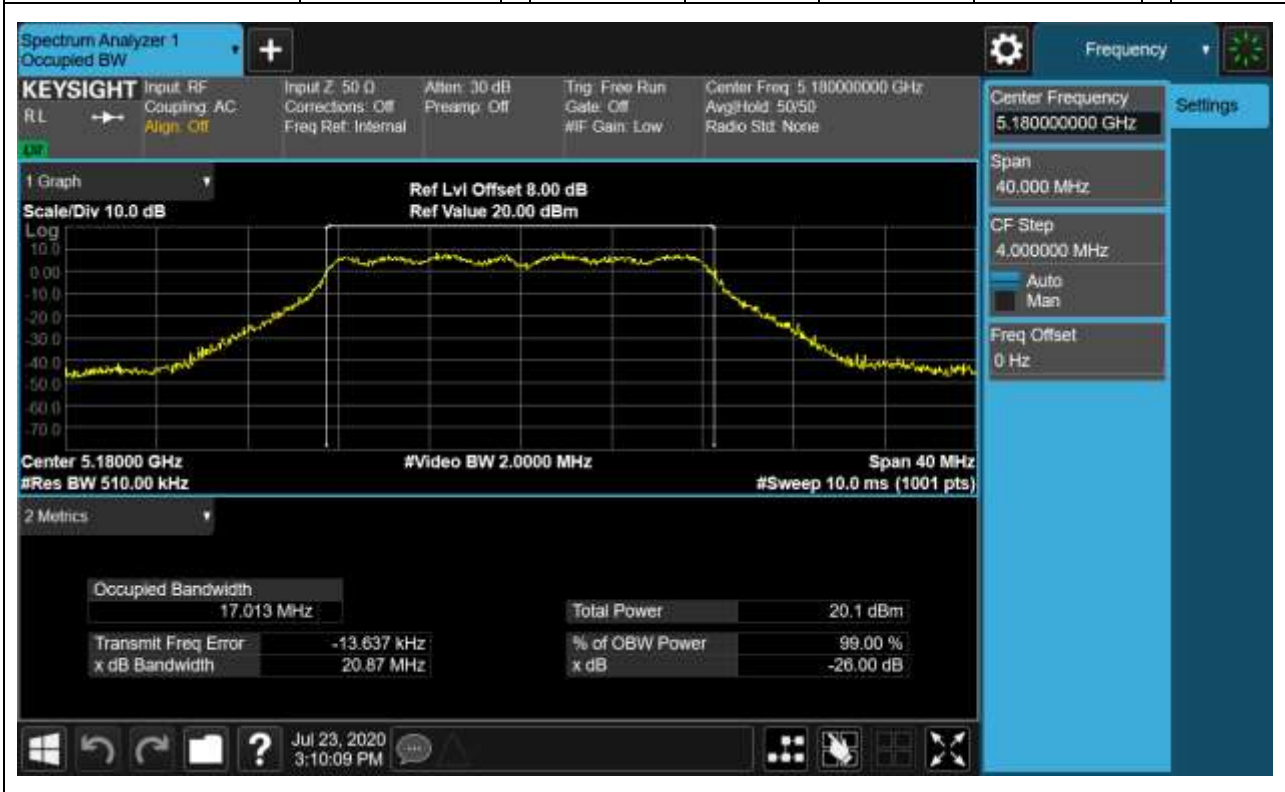 Spectrum Analyzer 1
Occupied BW
Frequency
KEYSIGHT
RL
Input: RF
Coupling: AC
Align: Off
Input Z: 50 Ω
Corrections: Off
Freq Ref: Internal
Atten: 30 dB
Preamp: Off
Trig: Free Run
Gate: Off
#IF Gain: Low
Center Freq: 5.180000000 GHz
Avg|Hold: 50/50
Radio Std: None
Center Frequency
5.180000000 GHz
Settings
Span
40.000 MHz
CF Step
4.000000 MHz
Auto
Man
Freq Offset
0 Hz
1 Graph
Ref Lvl Offset 8.00 dB
Scale/Div 10.0 dB
Ref Value 20.00 dBm
Log
10.0
0.00
-10.0
-20.0
-30.0
-40.0
-50.0
-60.0
-70.0
Center 5.18000 GHz
#Video BW 2.0000 MHz
Span 40 MHz
#Res BW 510.00 kHz
#Sweep 10.0 ms (1001 pts)
2 Metrics
Occupied Bandwidth
17.013 MHz
Total Power 20.1 dBm
Transmit Freq Error -13.637 kHz
% of OBW Power 99.00 %
x dB Bandwidth 20.87 MHz
x dB -26.00 dB
?
Jul 23, 2020
3:10:09 PM